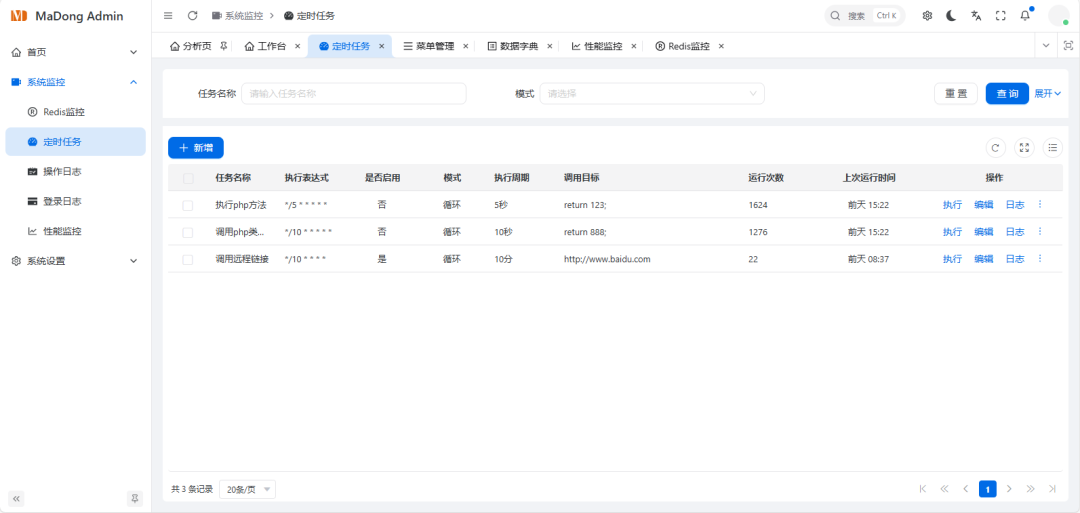 MaDong Admin
系统监控 > 定时任务
搜索 Ctrl K
首页
系统监控
Redis监控
定时任务
操作日志
登录日志
性能监控
系统设置
分析页 工作台 × 定时任务 × 菜单管理 × 数据字典 × 性能监控 × Redis监控 ×
任务名称 请输入任务名称 模式 请选择 重 置 查 询 展开
+ 新增
任务名称 执行表达式 是否启用 模式 执行周期 调用目标 运行次数 上次运行时间 操作
执行php方法 */5 * * * * * 否 循环 5秒 return 123; 1624 前天 15:22 执行 编辑 日志
调用php类... */10 * * * * * 否 循环 10秒 return 888; 1276 前天 15:22 执行 编辑 日志
调用远程链接 */10 * * * * 是 循环 10分 http://www.baidu.com 22 前天 08:37 执行 编辑 日志
共 3 条记录 20条/页 1